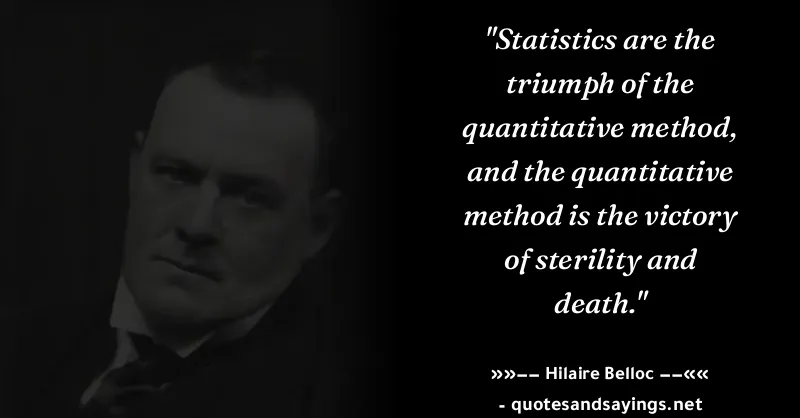 "Statistics are the
triumph of the
quantitative method,
and the quantitative
method is the victory
of sterility and
death."
»»–– Hilaire Belloc ––««
- quotesandsayings.net